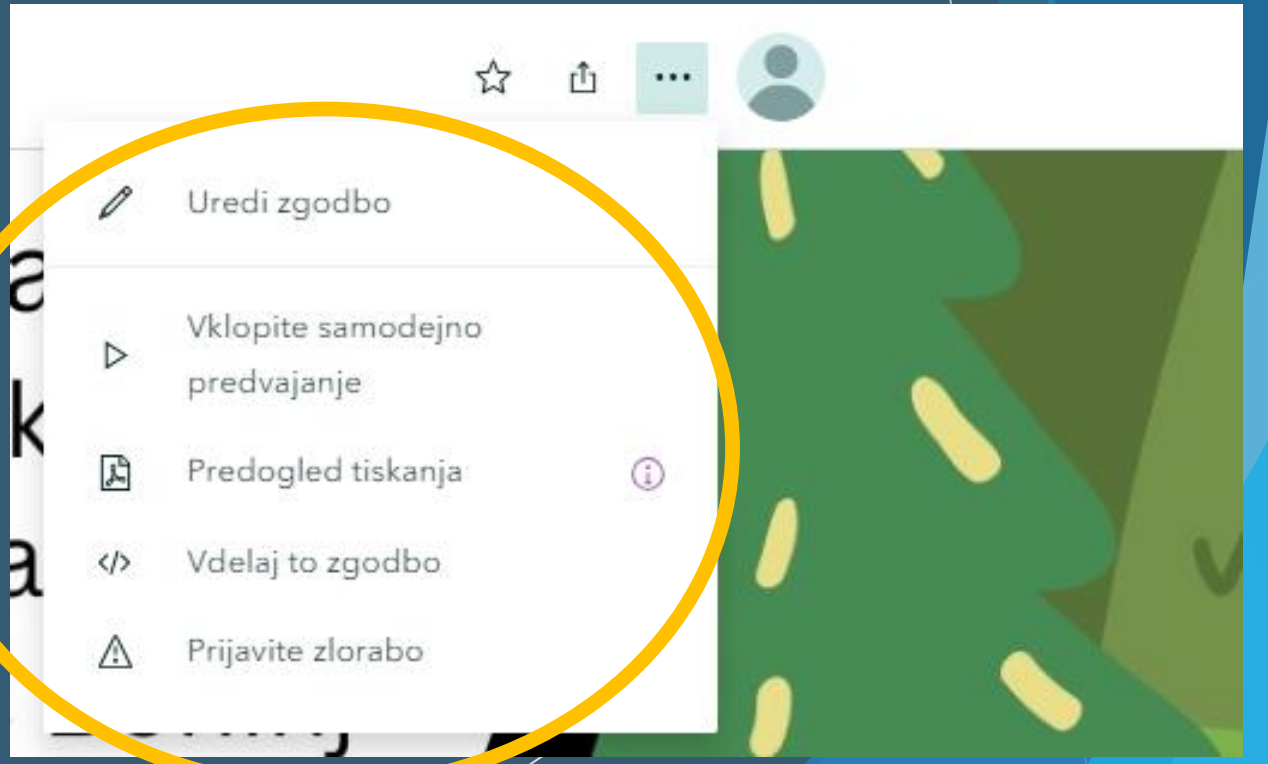 Uredi zgodbo
Vklopite samodejno
predvajanje
Predogled tiskanja
Vdelaj to zgodbo
Prijavite zlorabo